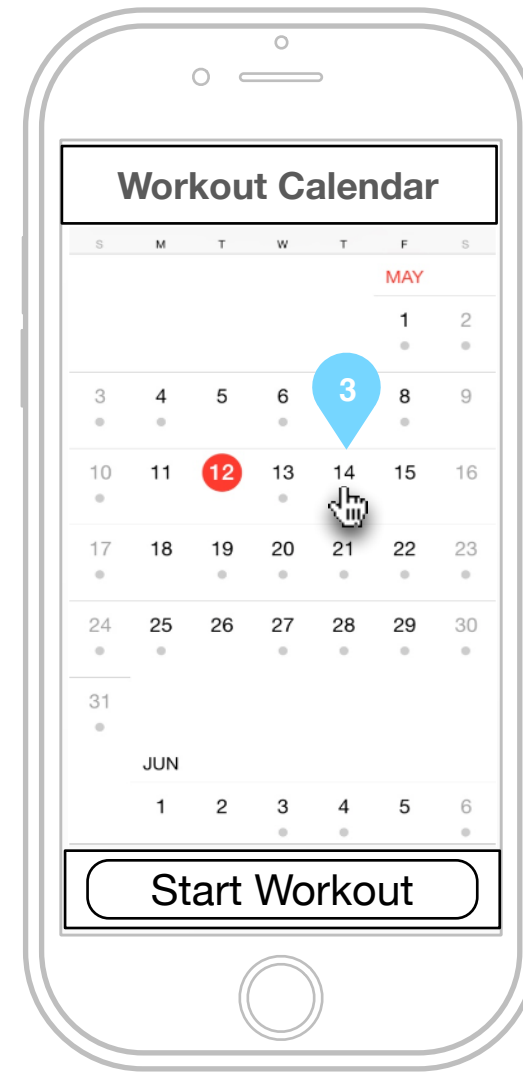 Workout Calendar
S M T W T F S
MAY
1 2
3 4 5 6 3 8 9
10 11 12 13 14 15 16
17 18 19 20 21 22 23
24 25 26 27 28 29 30
31
JUN
1 2 3 4 5 6
Start Workout